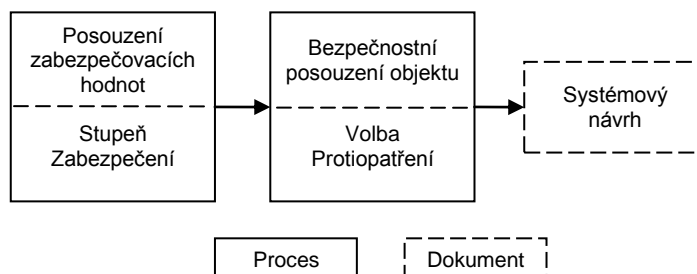 Posouzení
zabezpečovacích
hodnot
Stupeň
Zabezpečení
Bezpečnostní
posouzení objektu
Volba
Protiopatření
Systémový
návrh
Proces
Dokument